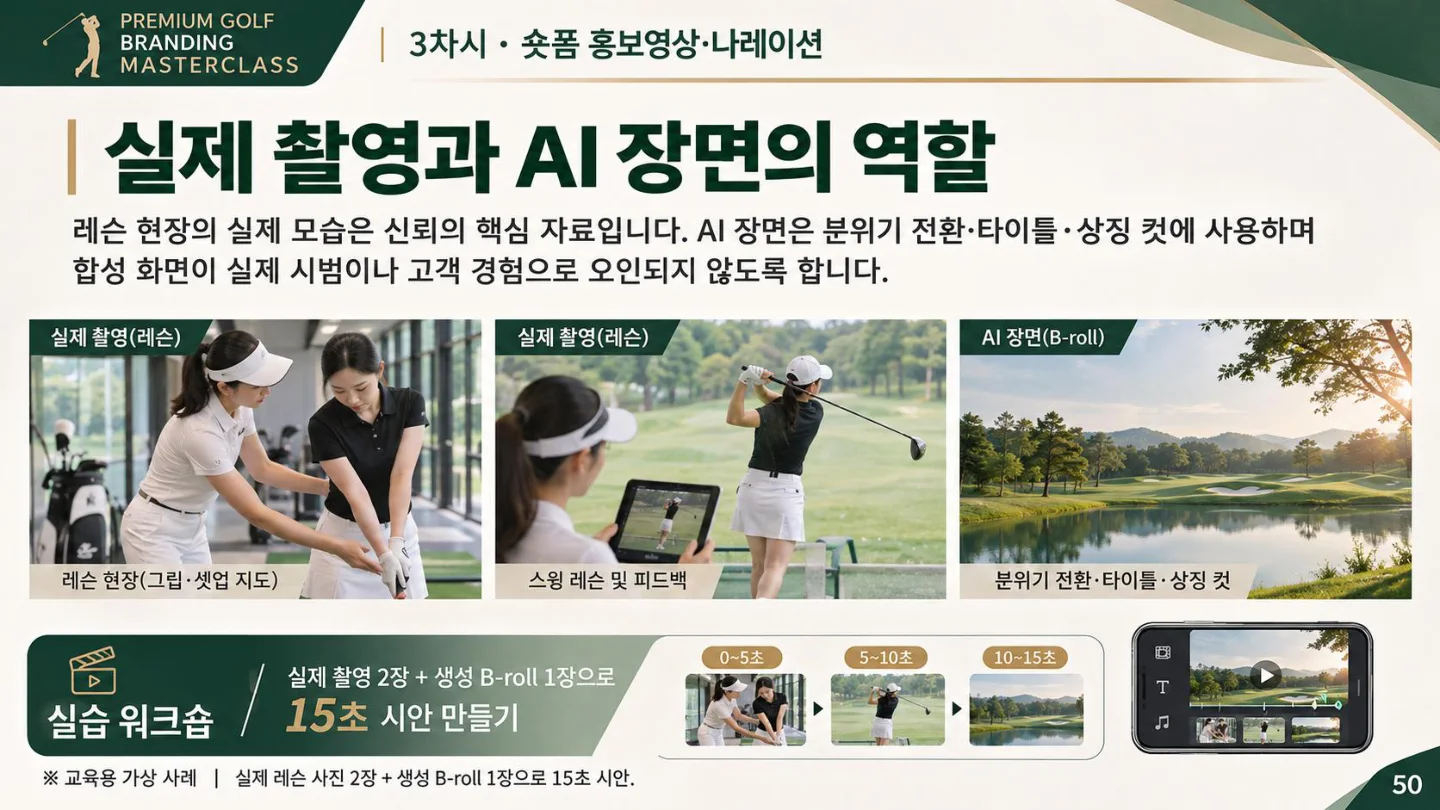 PREMIUM GOLF
BRANDING
MASTERCLASS
3차시 · 숏폼 홍보영상·나레이션
실제 촬영과 AI 장면의 역할
레슨 현장의 실제 모습은 신뢰의 핵심 자료입니다. AI 장면은 분위기 전환·타이틀·상징 컷에 사용하며
합성 화면이 실제 시범이나 고객 경험으로 오인되지 않도록 합니다.
실제 촬영(레슨)
레슨 현장(그립·셋업 지도)
실제 촬영(레슨)
스윙 레슨 및 피드백
AI 장면(B-roll)
분위기 전환·타이틀·상징 컷
실습 워크숍
실제 촬영 2장 + 생성 B-roll 1장으로
15초 시안 만들기
0~5초
5~10초
10~15초
T
※ 교육용 가상 사례 | 실제 레슨 사진 2장 + 생성 B-roll 1장으로 15초 시안.
50